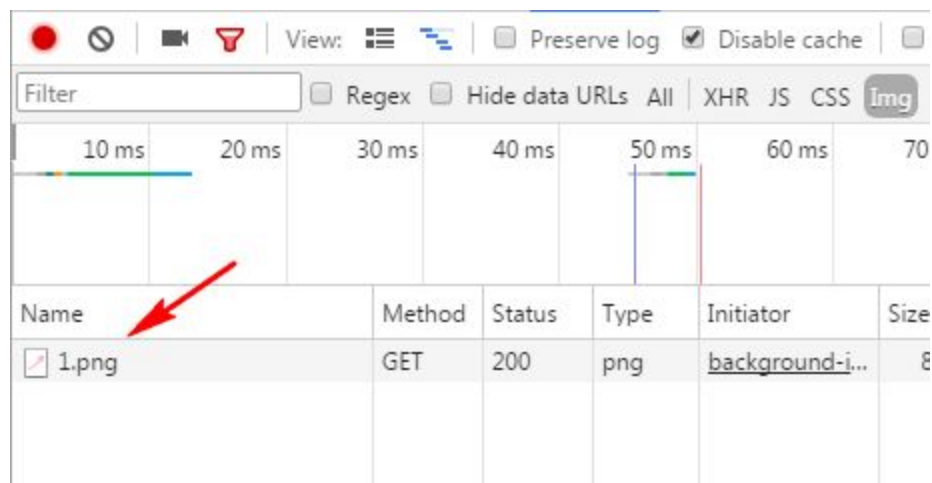 View: Preserve log Disable cache
Filter Regex Hide data URLs All XHR JS CSS Img
10 ms 20 ms 30 ms 40 ms 50 ms 60 ms 70
Name Method Status Type Initiator Size
1.png GET 200 png background-i... 8